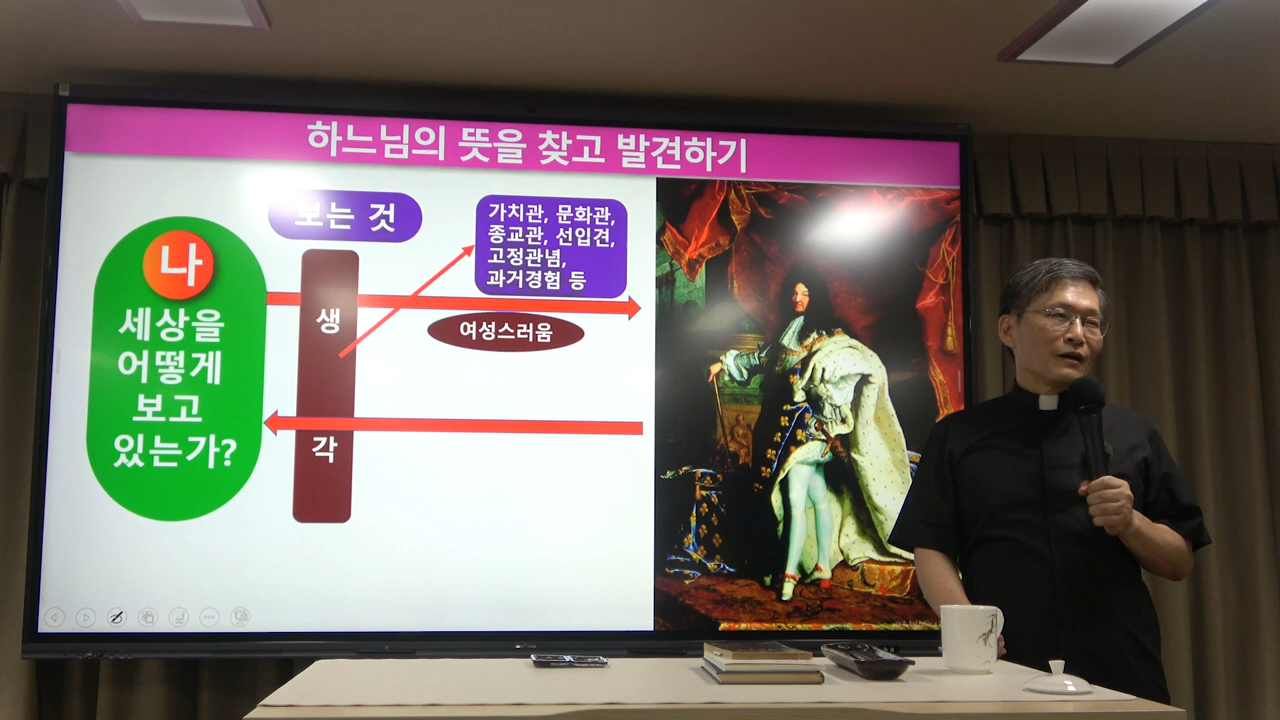 하느님의 뜻을 찾고 발견하기
보는 것
나
세상을
어떻게
보고
있는가?
생
각
가치관, 문화관,
종교관, 선입견,
고정관념,
과거경험 등
여성스러움